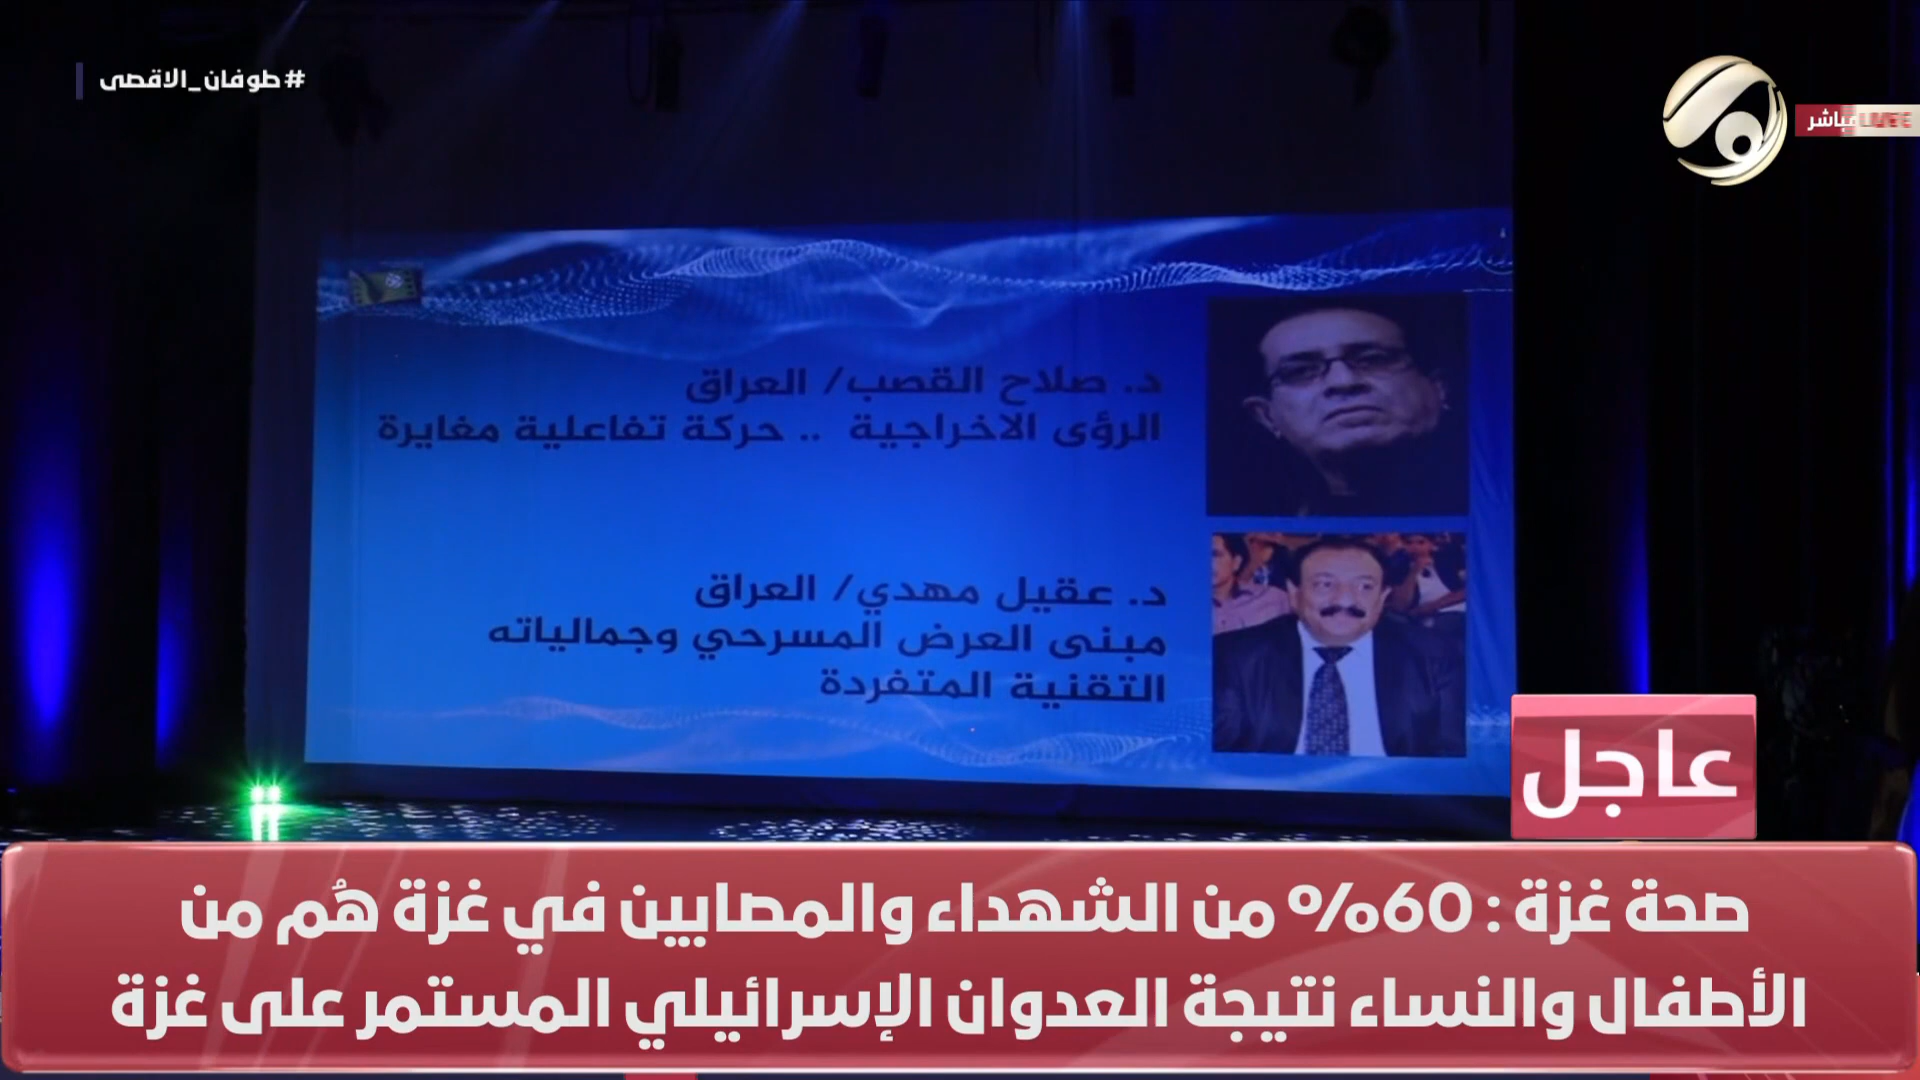 #طوفان_الاقصى
مباشر
د. صلاح القصب/ العراق
الرؤى الاخراجية .. حركة تفاعلية مغايرة
د. عقيل مهدي/ العراق
مبنى العرض المسرحي وجمالياته
التقنية المتفردة
عاجل
صحة غزة : 60% من الشهداء والمصابين في غزة هُم من
الأطفال والنساء نتيجة العدوان الإسرائيلي المستمر على غزة